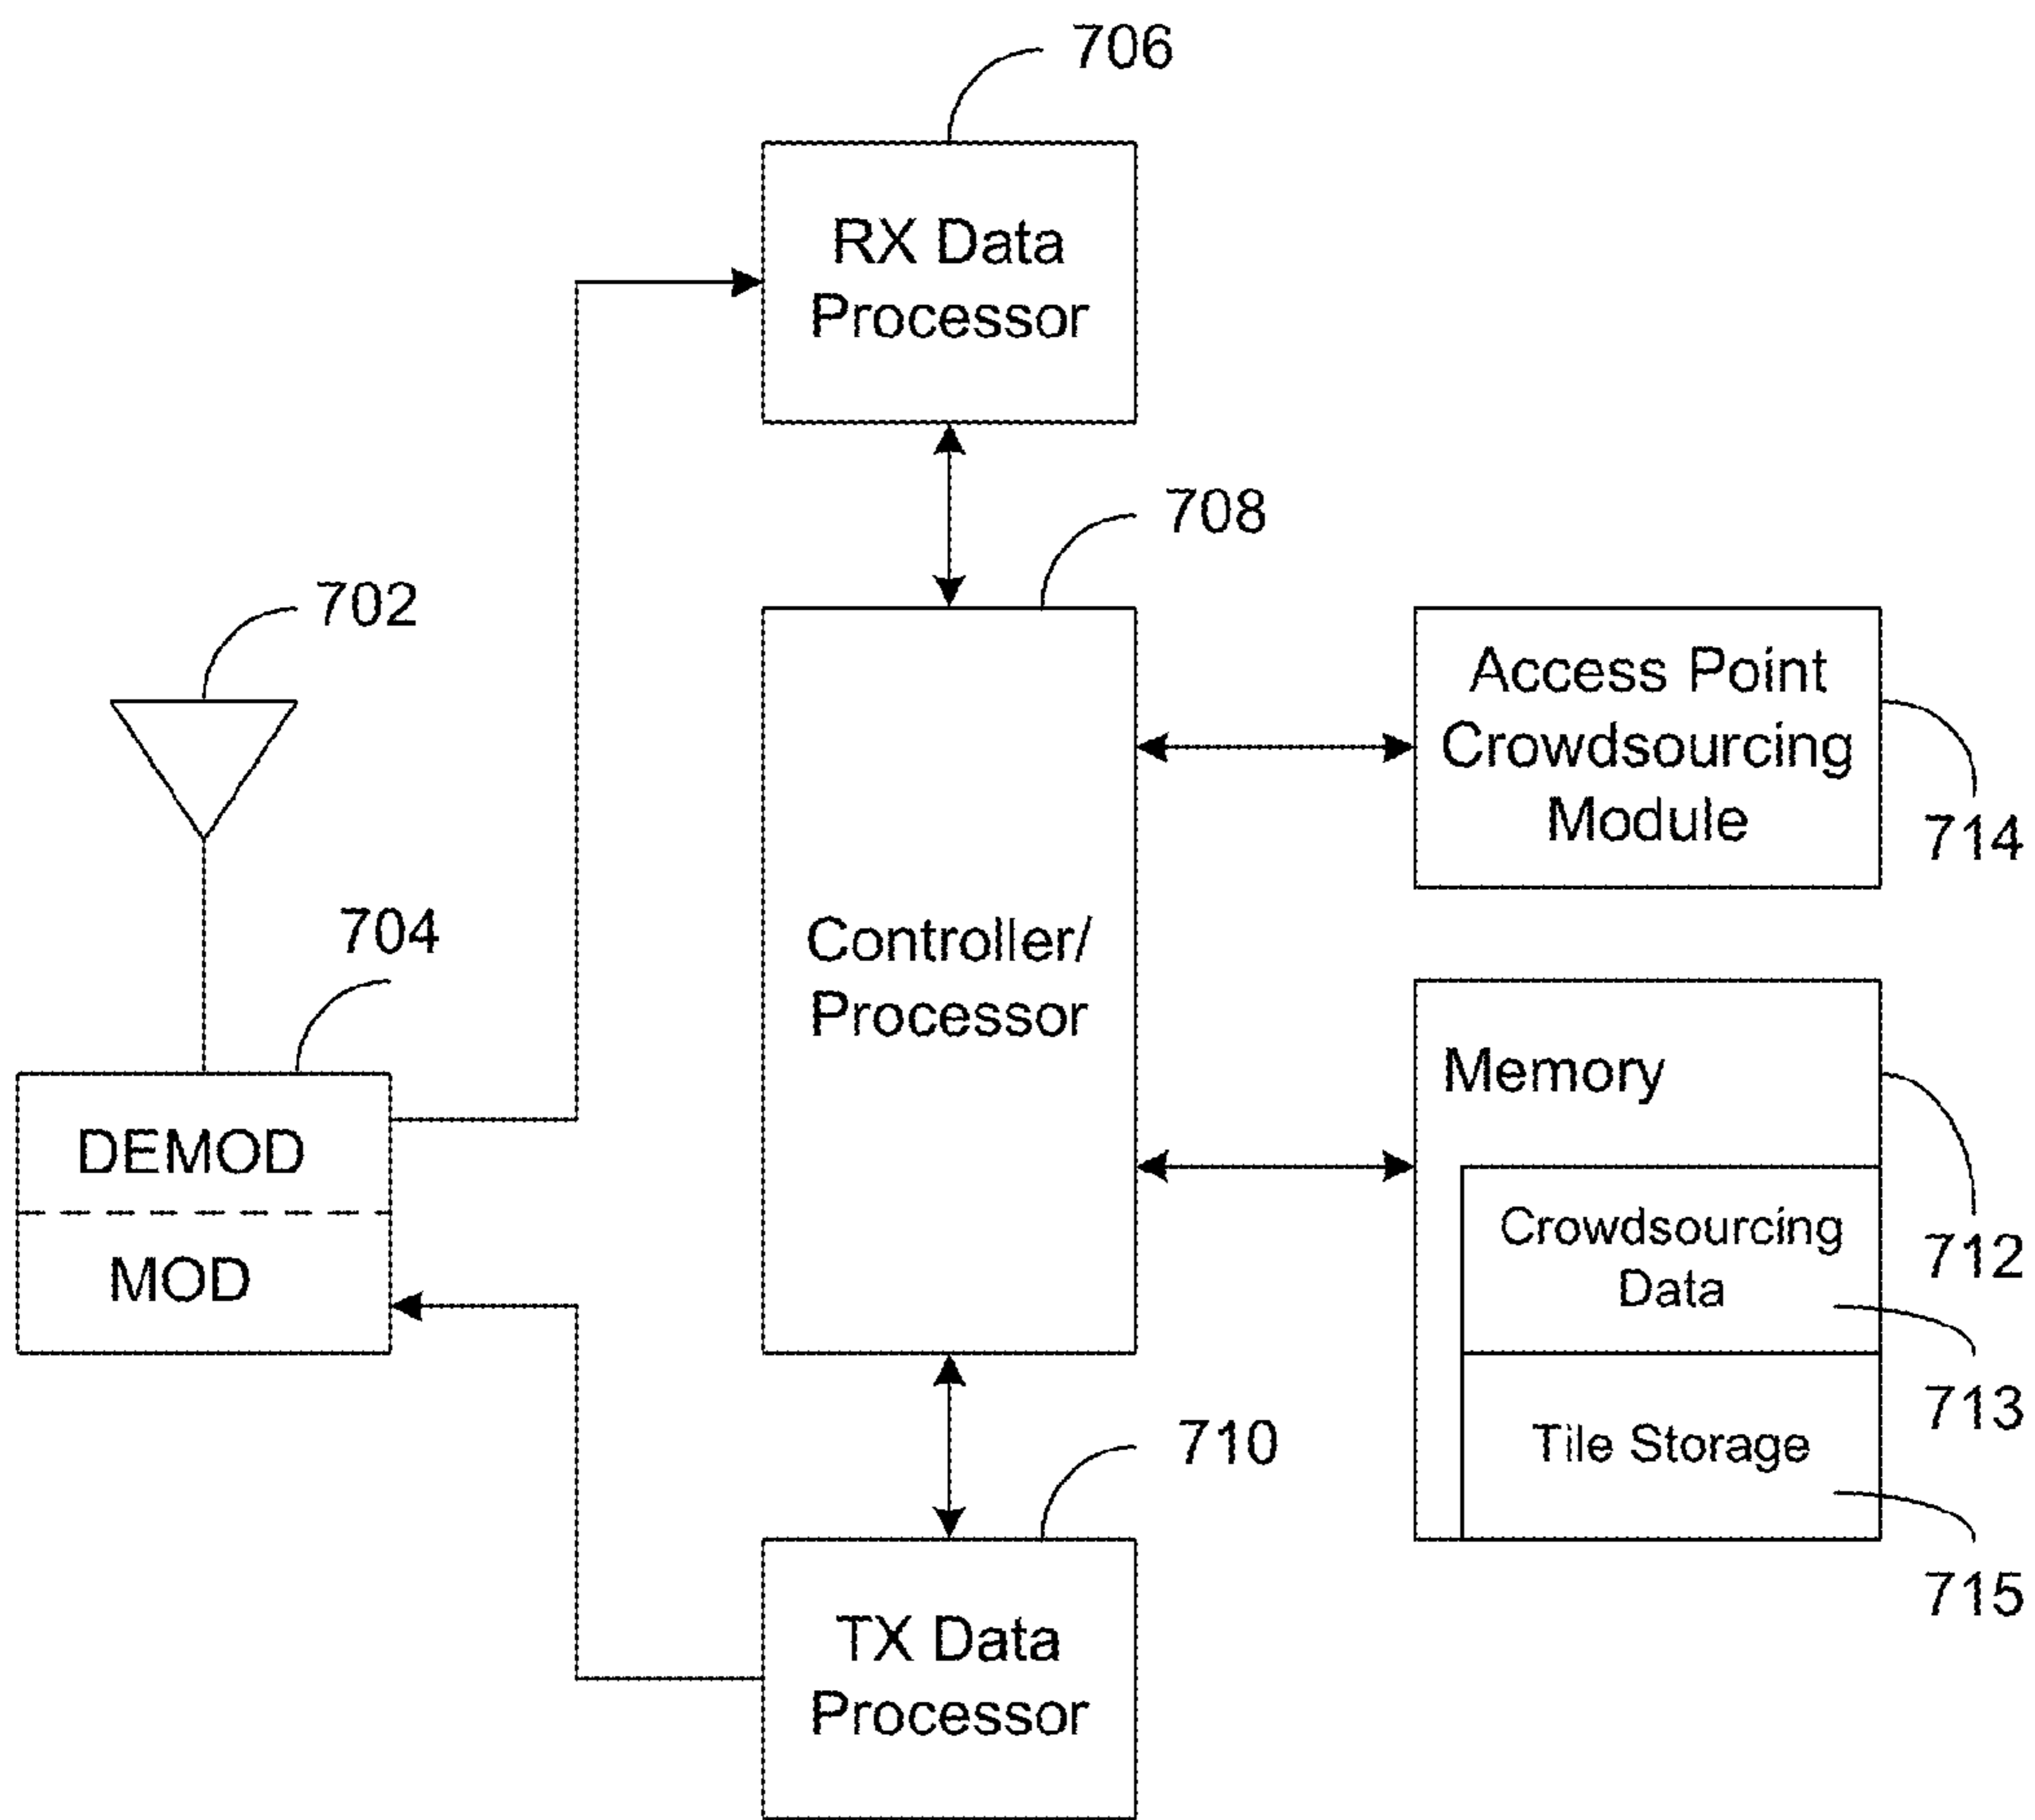 706
RX Data
Processor
708
702
Access Point
Crowdsourcing
Module
714
704
Controller/
Processor
Memory
DEMOD
MOD
Crowdsourcing
Data
712
713
710
Tile Storage
715
TX Data
Processor